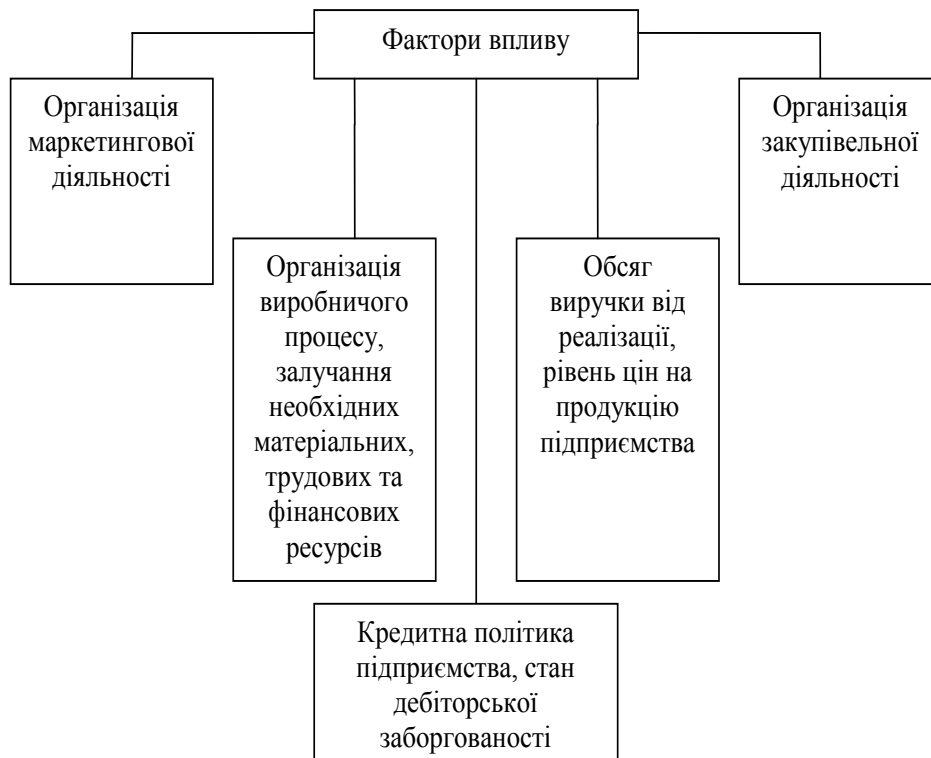 Фактори впливу
Організація
маркетингової
діяльності
Організація
закупівельної
діяльності
Організація
виробничого
процесу,
залучання
необхідних
матеріальних,
трудових та
фінансових
ресурсів
Обсяг
виручки від
реалізації,
рівень цін на
продукцію
підприємства
Кредитна політика
підприємства, стан
дебіторської
заборгованості